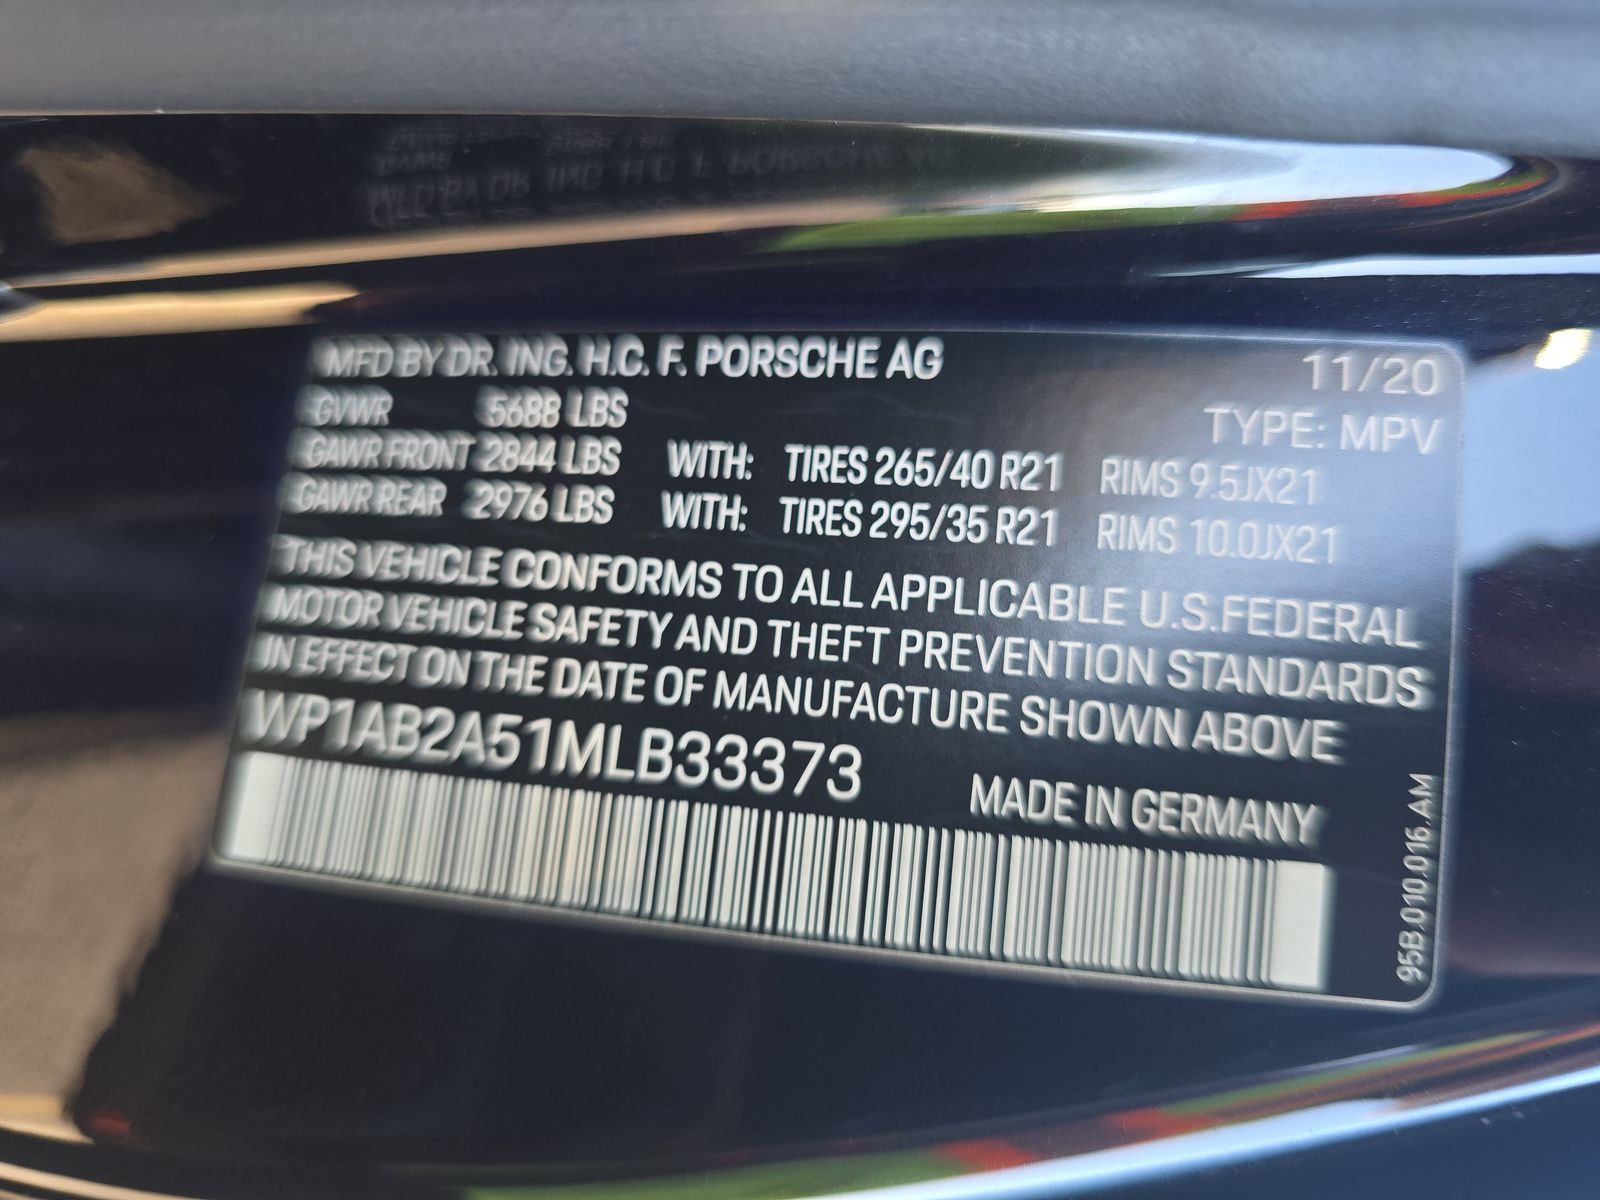 MFD BY DR. ING. H.C. F. PORSCHE AG 11/20
GVWR 5688 LBS TYPE: MPV
GAWR FRONT 2844 LBS WITH: TIRES 265/40 R21 RIMS 9.5JX21
GAWR REAR 2976 LBS WITH: TIRES 295/35 R21 RIMS 10.0JX21
THIS VEHICLE CONFORMS TO ALL APPLICABLE U.S.FEDERAL
MOTOR VEHICLE SAFETY AND THEFT PREVENTION STANDARDS
IN EFFECT ON THE DATE OF MANUFACTURE SHOWN ABOVE
WP1AB2A51MLB33373
MADE IN GERMANY
95B.010.016.AM